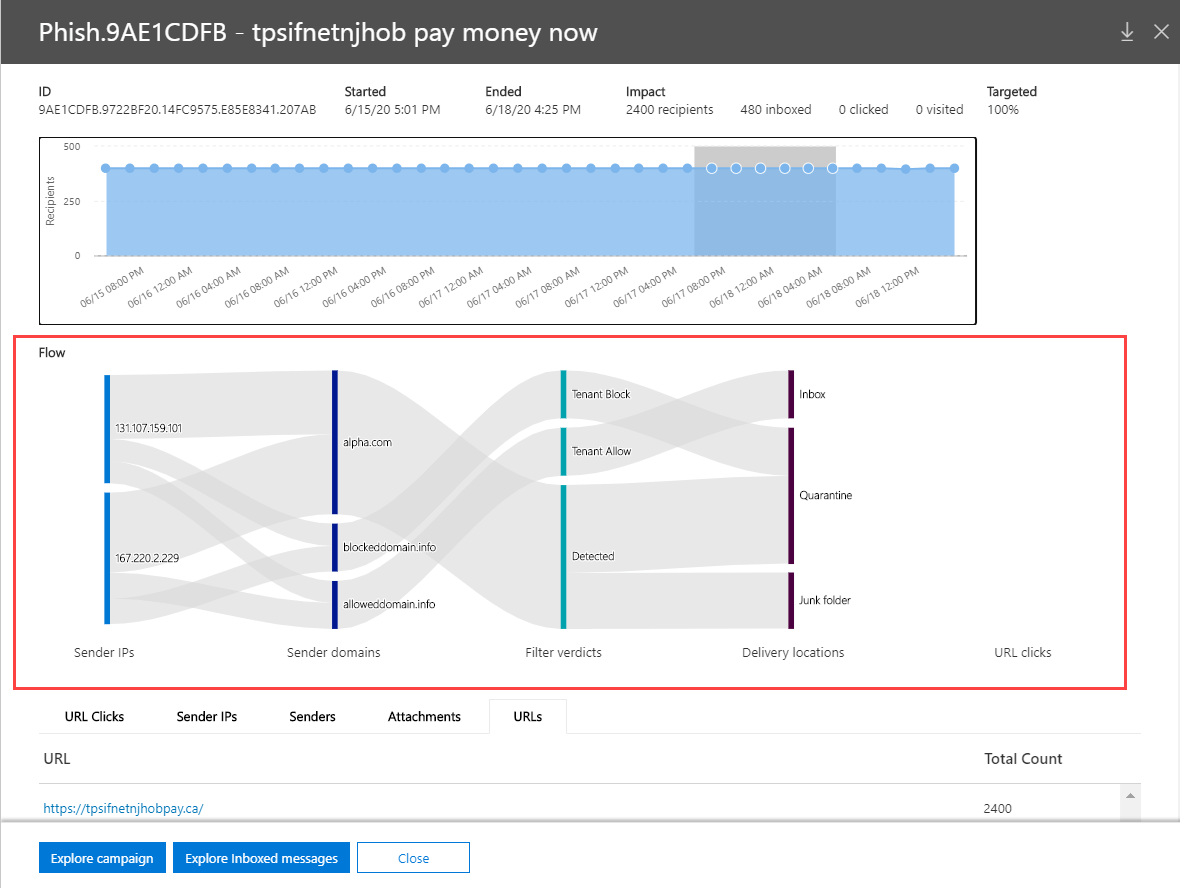 Phish.9AE1CDFB - tpsifnetnjhob pay money now
ID Started Ended Impact Targeted
9AE1CDFB.9722BF20.14FC9575.E85E8341.207AB 6/15/20 5:01 PM 6/18/20 4:25 PM 2400 recipients 480 inboxed 0 clicked 0 visited 100%
500
250
0
Recipients
06/15 08:00 PM 06/16 12:00 AM 06/16 04:00 AM 06/16 08:00 AM 06/16 12:00 PM 06/16 04:00 PM 06/16 08:00 PM 06/17 12:00 AM 06/17 04:00 AM 06/17 08:00 AM 06/17 12:00 PM 06/17 04:00 PM 06/17 08:00 PM 06/18 12:00 AM 06/18 04:00 AM 06/18 08:00 AM 06/18 12:00 PM
Flow
131.107.159.101
167.220.2.229
alpha.com
blockeddomain.info
alloweddomain.info
Tenant Block
Tenant Allow
Detected
Inbox
Quarantine
Junk folder
Sender IPs Sender domains Filter verdicts Delivery locations URL clicks
URL Clicks Sender IPs Senders Attachments URLs
URL Total Count
https://tpsifnetnjhobpay.ca/ 2400
Explore campaign Explore Inboxed messages Close